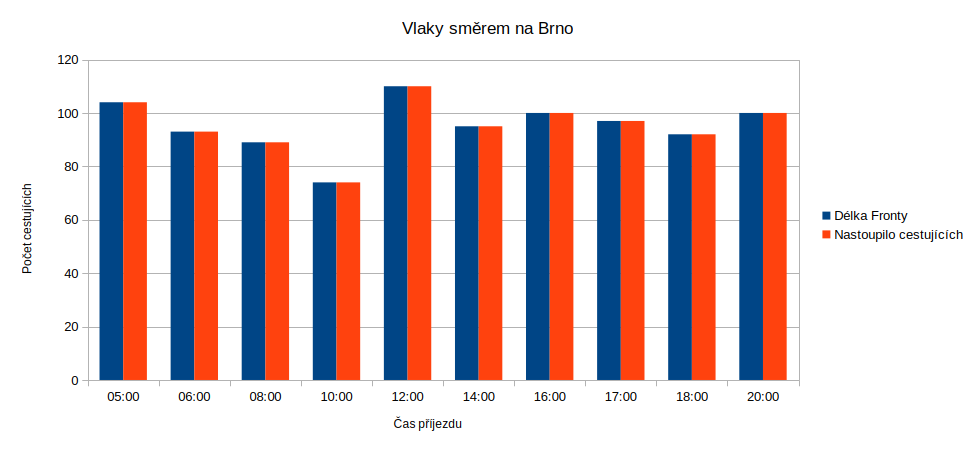 Vlaky směrem na Brno
120
100
80
60
40
20
0
Počet cestujících
05:00 06:00 08:00 10:00 12:00 14:00 16:00 17:00 18:00 20:00
Čas příjezdu
Délka Fronty
Nastoupilo cestujících